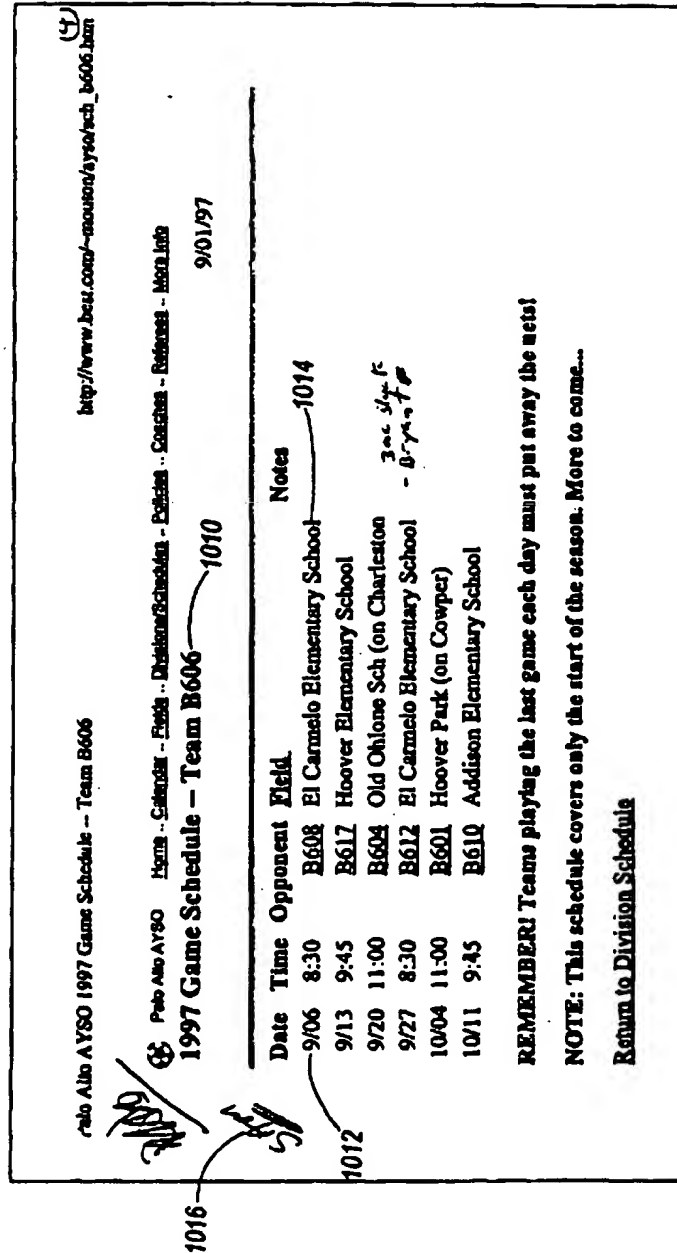 Palo Alto AYSO 1997 Game Schedule -- Team B606 http://www.best.com/~mouson/ayso/sch_b606.htm
(4)
Palo Alto AYSO Home -- Calendar -- Fields -- Divisions/Schedules -- Policies -- Coaches -- Referees -- More Info
1997 Game Schedule – Team B606 1010 9/01/97
Date Time Opponent Field Notes
9/06 8:30 B608 El Carmelo Elementary School 1014
9/13 9:45 B617 Hoover Elementary School
9/20 11:00 B604 Old Ohlone Sch (on Charleston
9/27 8:30 B612 El Carmelo Elementary School
10/04 11:00 B601 Hoover Park (on Cowper)
10/11 9:45 B610 Addison Elementary School
1016
1012
REMEMBER! Teams playing the last game each day must put away the nets!
NOTE: This schedule covers only the start of the season. More to come...
Return to Division Schedule